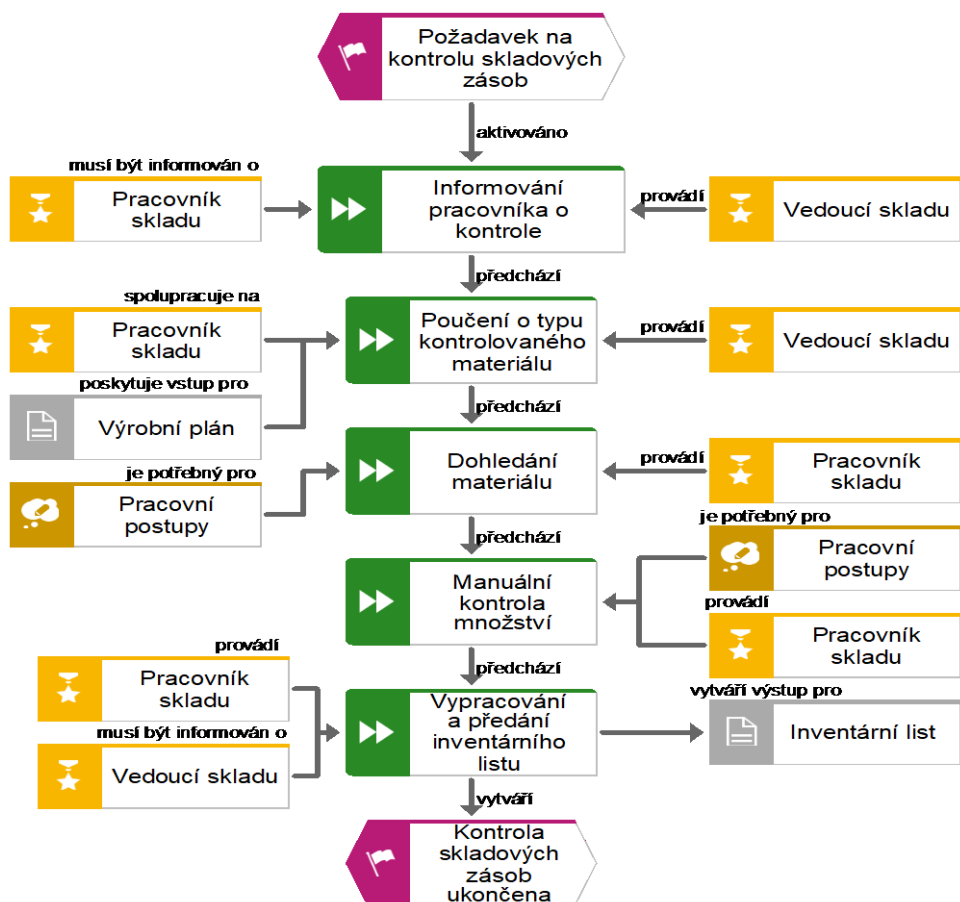 Požadavek na
kontrolu skladových
zásob
aktivováno
musí být informován o
Pracovník
skladu
Informování
pracovníka o
kontrole
provádí
Vedoucí skladu
předchází
spolupracuje na
Pracovník
skladu
Poučení o typu
kontrolovaného
materiálu
provádí
Vedoucí skladu
poskytuje vstup pro
Výrobní plán
předchází
je potřebný pro
Pracovní
postupy
Dohledání
materiálu
provádí
Pracovník
skladu
předchází
je potřebný pro
Pracovní
postupy
Manuální
kontrola
množství
provádí
Pracovník
skladu
předchází
provádí
Pracovník
skladu
musí být informován o
Vedoucí skladu
Vypracování
a předání
inventárního
listu
vytváří výstup pro
Inventární list
vytváří
Kontrola
skladových
zásob
ukončena